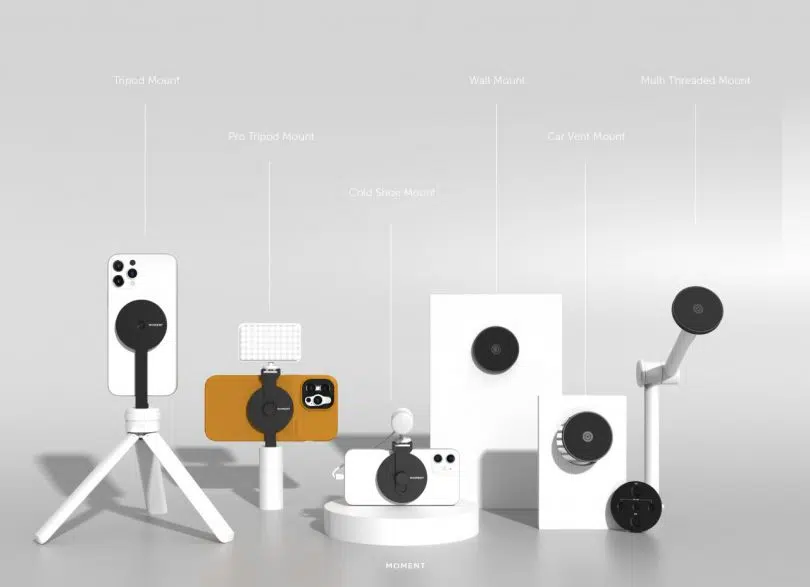 Tripod Mount
Wall Mount
Multi Threaded Mount
Pro Tripod Mount
Car Vent Mount
Cold Shoe Mount
MOMENT
MOMENT
MOMENT
MOMENT